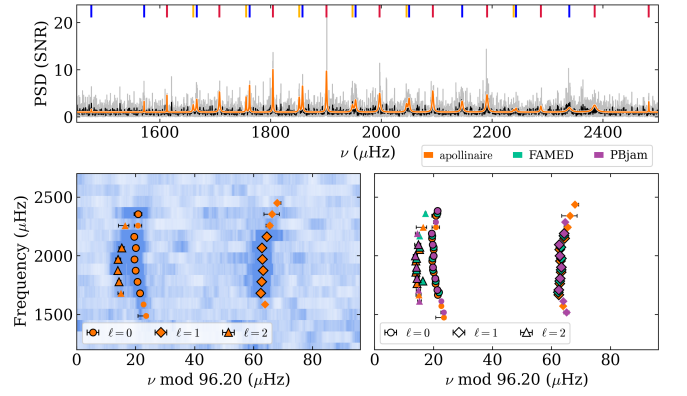 PSD (SNR)
20
10
0
1600
1800
2000
2200
2400
ν (μHz)
apollinaire
FAMED
PBjam
Frequency (μHz)
2500
2000
1500
ℓ = 0
ℓ = 1
ℓ = 2
0
20
40
60
80
ν mod 96.20 (μHz)
ℓ = 0
ℓ = 1
ℓ = 2
0
20
40
60
80
ν mod 96.20 (μHz)